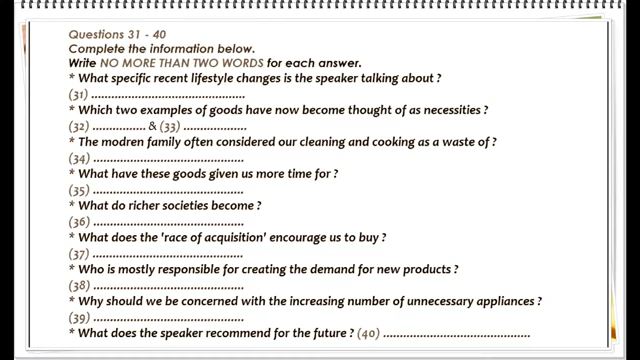 Questions 31 - 40
Complete the information below.
Write NO MORE THAN TWO WORDS for each answer.
* What specific recent lifestyle changes is the speaker talking about ?
(31) ................................................
* Which two examples of goods have now become thought of as necessities ?
(32) ................ & (33) ...................
* The modren family often considered our cleaning and cooking as a waste of ?
(34) ...............................................
* What have these goods given us more time for ?
(35) ...............................................
* What do richer societies become ?
(36) ...............................................
* What does the 'race of acquisition' encourage us to buy ?
(37) ...............................................
* Who is mostly responsible for creating the demand for new products ?
(38) ...............................................
* Why should we be concerned with the increasing number of unnecessary appliances ?
(39) ...............................................
* What does the speaker recommend for the future ? (40) ..............................................